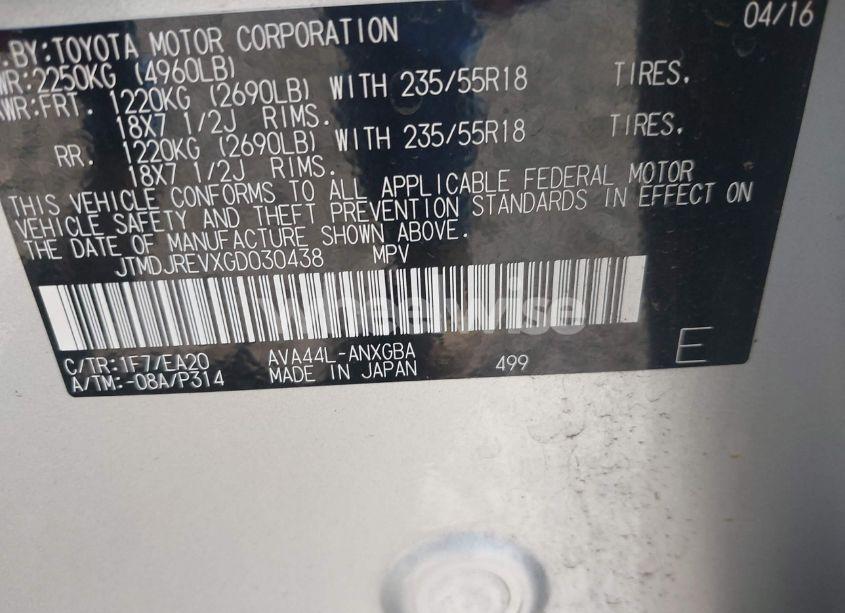 .BY:TOYOTA MOTOR CORPORATION 04/16
WR:2250KG (4960LB)
AWR:FRT. 1220KG (2690LB) WITH 235/55R18 TIRES.
18X7 1/2J RIMS.
RR. 1220KG (2690LB) WITH 235/55R18 TIRES.
18X7 1/2J RIMS.
THIS VEHICLE CONFORMS TO ALL APPLICABLE FEDERAL MOTOR
VEHICLE SAFETY AND THEFT PREVENTION STANDARDS IN EFFECT ON
THE DATE OF MANUFACTURE SHOWN ABOVE.
JTMDJREVXGD030438 MPV
wheelwise
C/TR:1F7/EA20 AVA44L-ANXGBA
A/TM:-08A/P314 MADE IN JAPAN 499 E